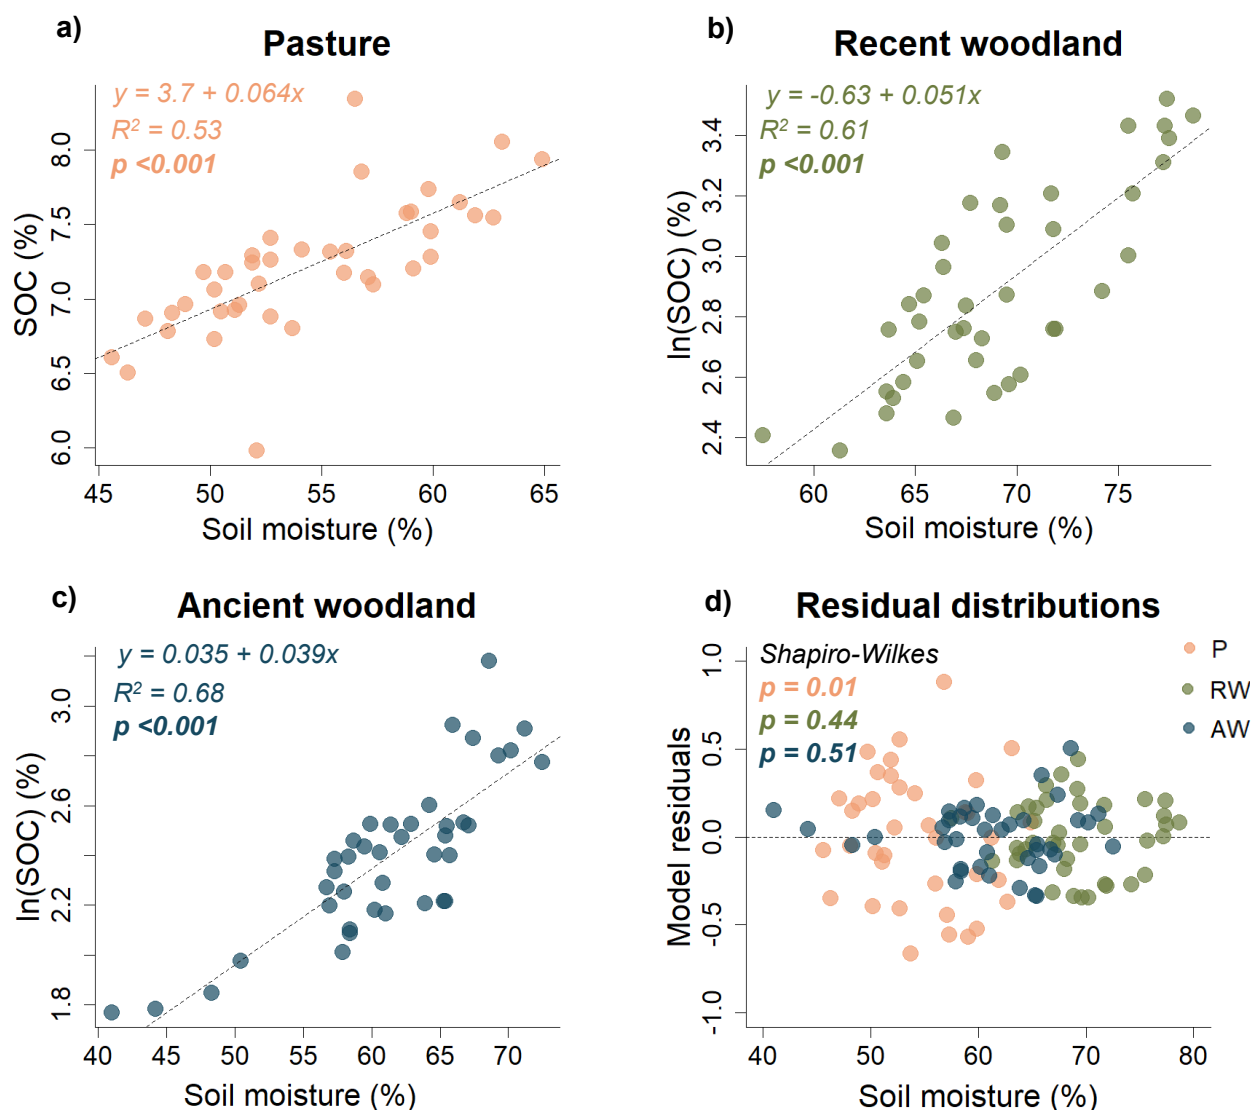 a)
Pasture
y = 3.7 + 0.064x
R² = 0.53
p <0.001
SOC (%)
8.0
7.5
7.0
6.5
6.0
45 50 55 60 65
Soil moisture (%)
b)
Recent woodland
y = -0.63 + 0.051x
R² = 0.61
p <0.001
ln(SOC) (%)
3.4
3.2
3.0
2.8
2.6
2.4
60 65 70 75
Soil moisture (%)
c)
Ancient woodland
y = 0.035 + 0.039x
R² = 0.68
p <0.001
ln(SOC) (%)
3.0
2.6
2.2
1.8
40 45 50 55 60 65 70
Soil moisture (%)
d)
Residual distributions
Shapiro-Wilkes
p = 0.01
p = 0.44
p = 0.51
P
RW
AW
Model residuals
1.0
0.5
0.0
-0.5
-1.0
40 50 60 70 80
Soil moisture (%)